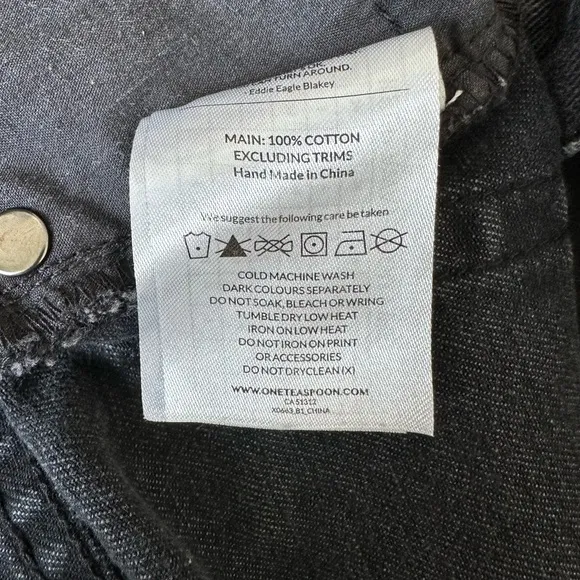 TURN AROUND.
- Eddie Eagle Blakey
MAIN: 100% COTTON
EXCLUDING TRIMS
Hand Made in China
We suggest the following care be taken
COLD MACHINE WASH
DARK COLOURS SEPARATELY
DO NOT SOAK, BLEACH OR WRING
TUMBLE DRY LOW HEAT
IRON ON LOW HEAT
DO NOT IRON ON PRINT
OR ACCESSORIES
DO NOT DRYCLEAN (X)
WWW.ONETEASPOON.COM
CA 51312
X0663_B1_CHINA